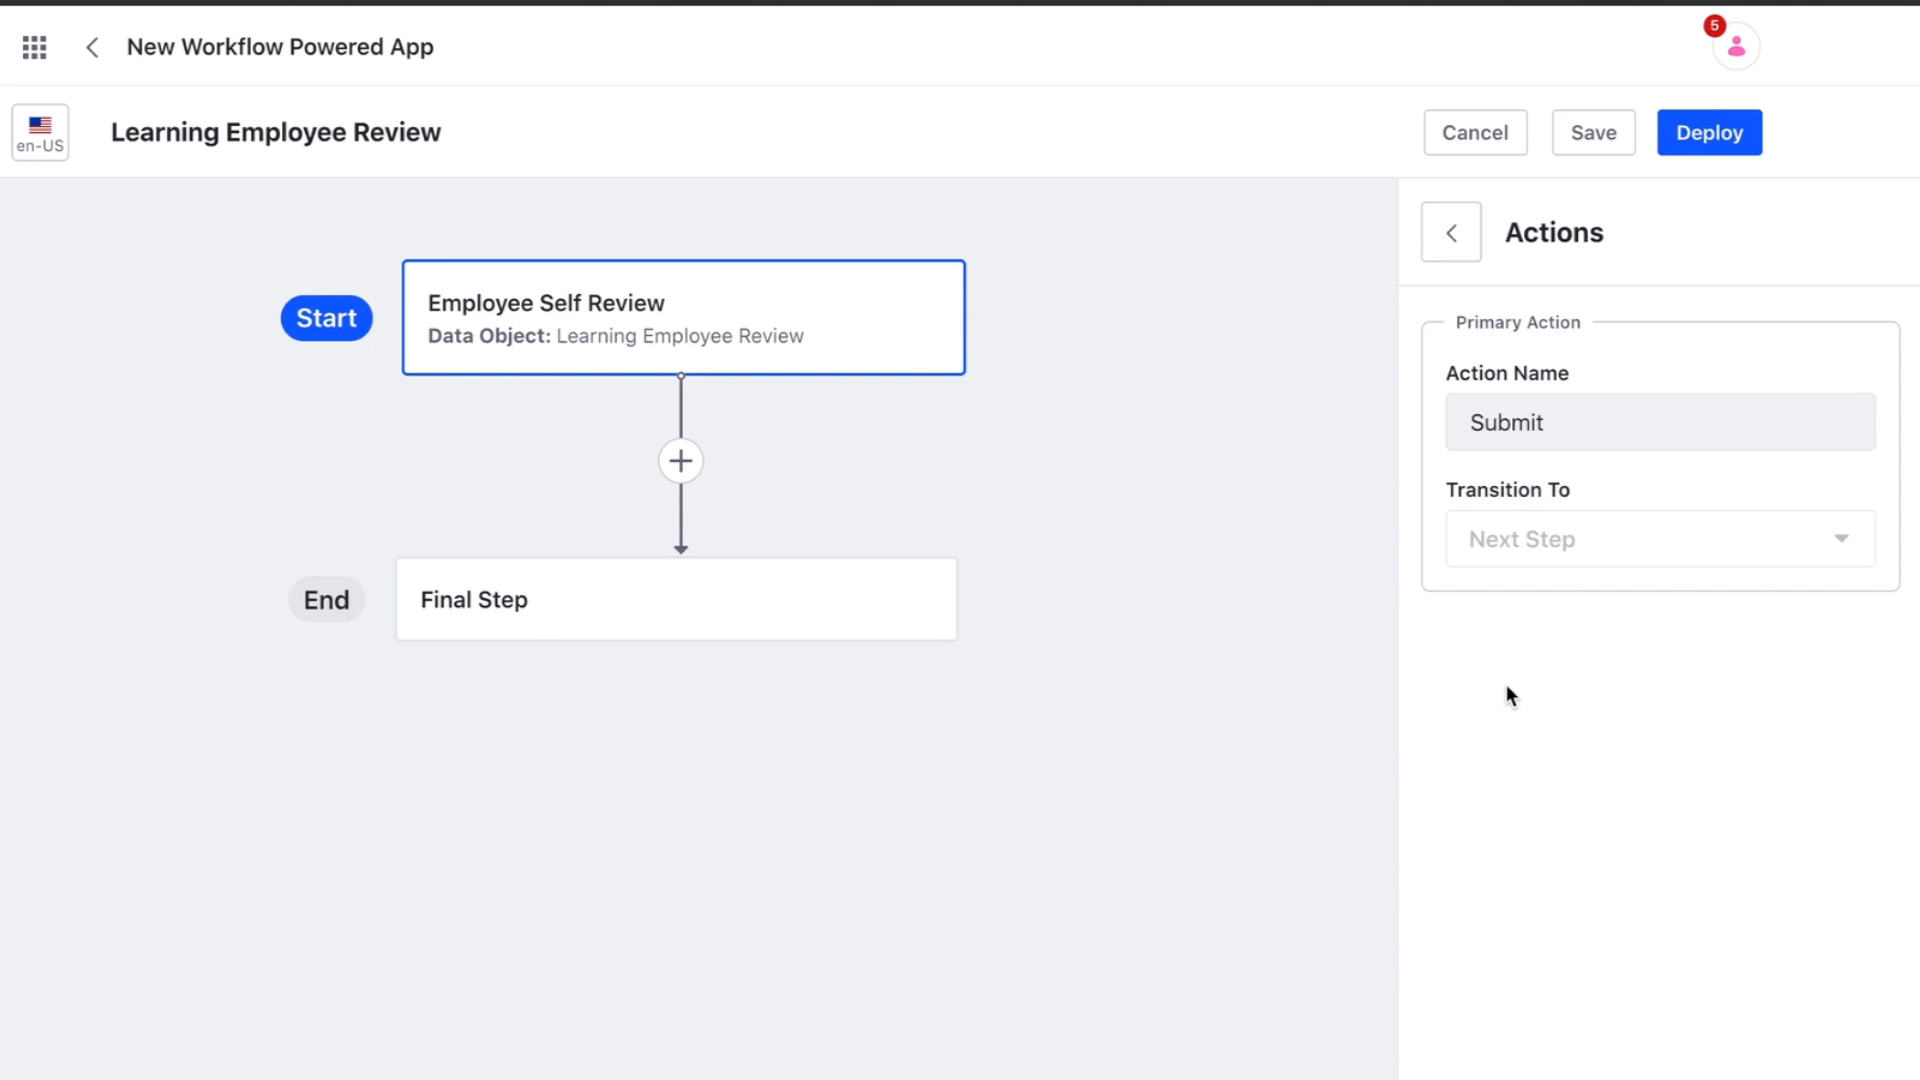 New Workflow Powered App
5
en-US
Learning Employee Review
Cancel
Save
Deploy
Actions
Start
Employee Self Review
Data Object: Learning Employee Review
Primary Action
Action Name
Submit
Transition To
Next Step
End
Final Step